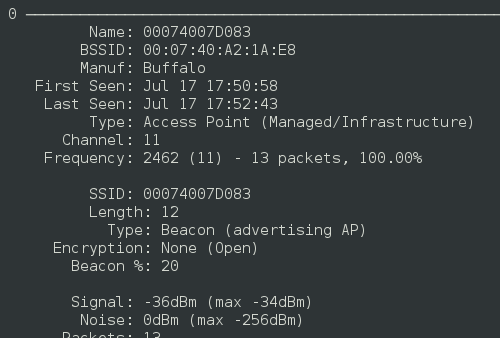 0
Name: 00074007D083
BSSID: 00:07:40:A2:1A:E8
Manuf: Buffalo
First Seen: Jul 17 17:50:58
Last Seen: Jul 17 17:52:43
Type: Access Point (Managed/Infrastructure)
Channel: 11
Frequency: 2462 (11) - 13 packets, 100.00%
SSID: 00074007D083
Length: 12
Type: Beacon (advertising AP)
Encryption: None (Open)
Beacon %: 20
Signal: -36dBm (max -34dBm)
Noise: 0dBm (max -256dBm)
Packets: 13